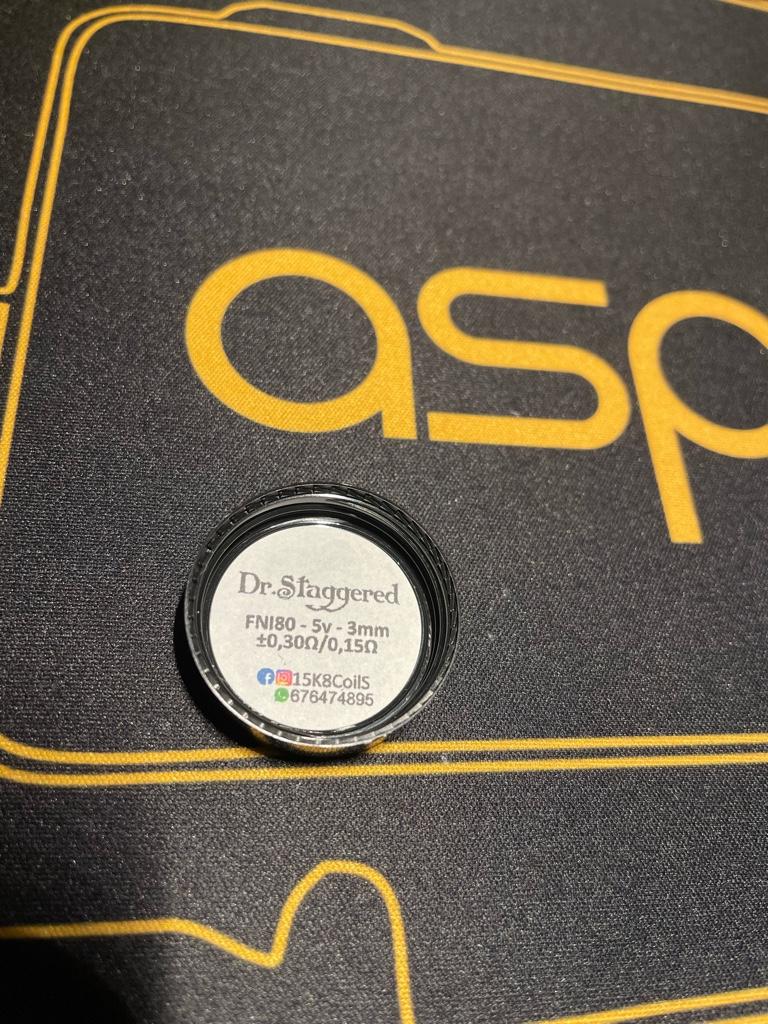 asp
Dr.Staggered
FNI80 - 5v - 3mm
±0,30Ω/0,15Ω
15K8CoilS
676474895